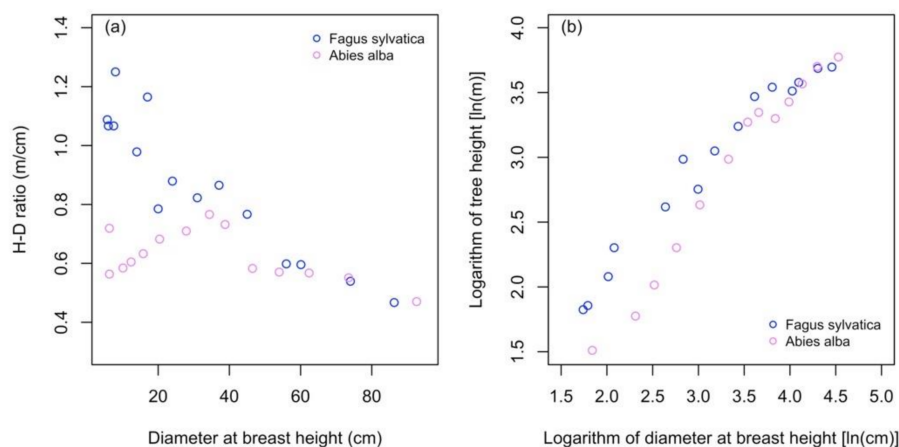 (a)
Fagus sylvatica
Abies alba
H-D ratio (m/cm)
1.4
1.2
1.0
0.8
0.6
0.4
20 40 60 80
Diameter at breast height (cm)
(b)
Logarithm of tree height [ln(m)]
4.0
3.5
3.0
2.5
2.0
1.5
Fagus sylvatica
Abies alba
1.5 2.0 2.5 3.0 3.5 4.0 4.5 5.0
Logarithm of diameter at breast height [ln(cm)]